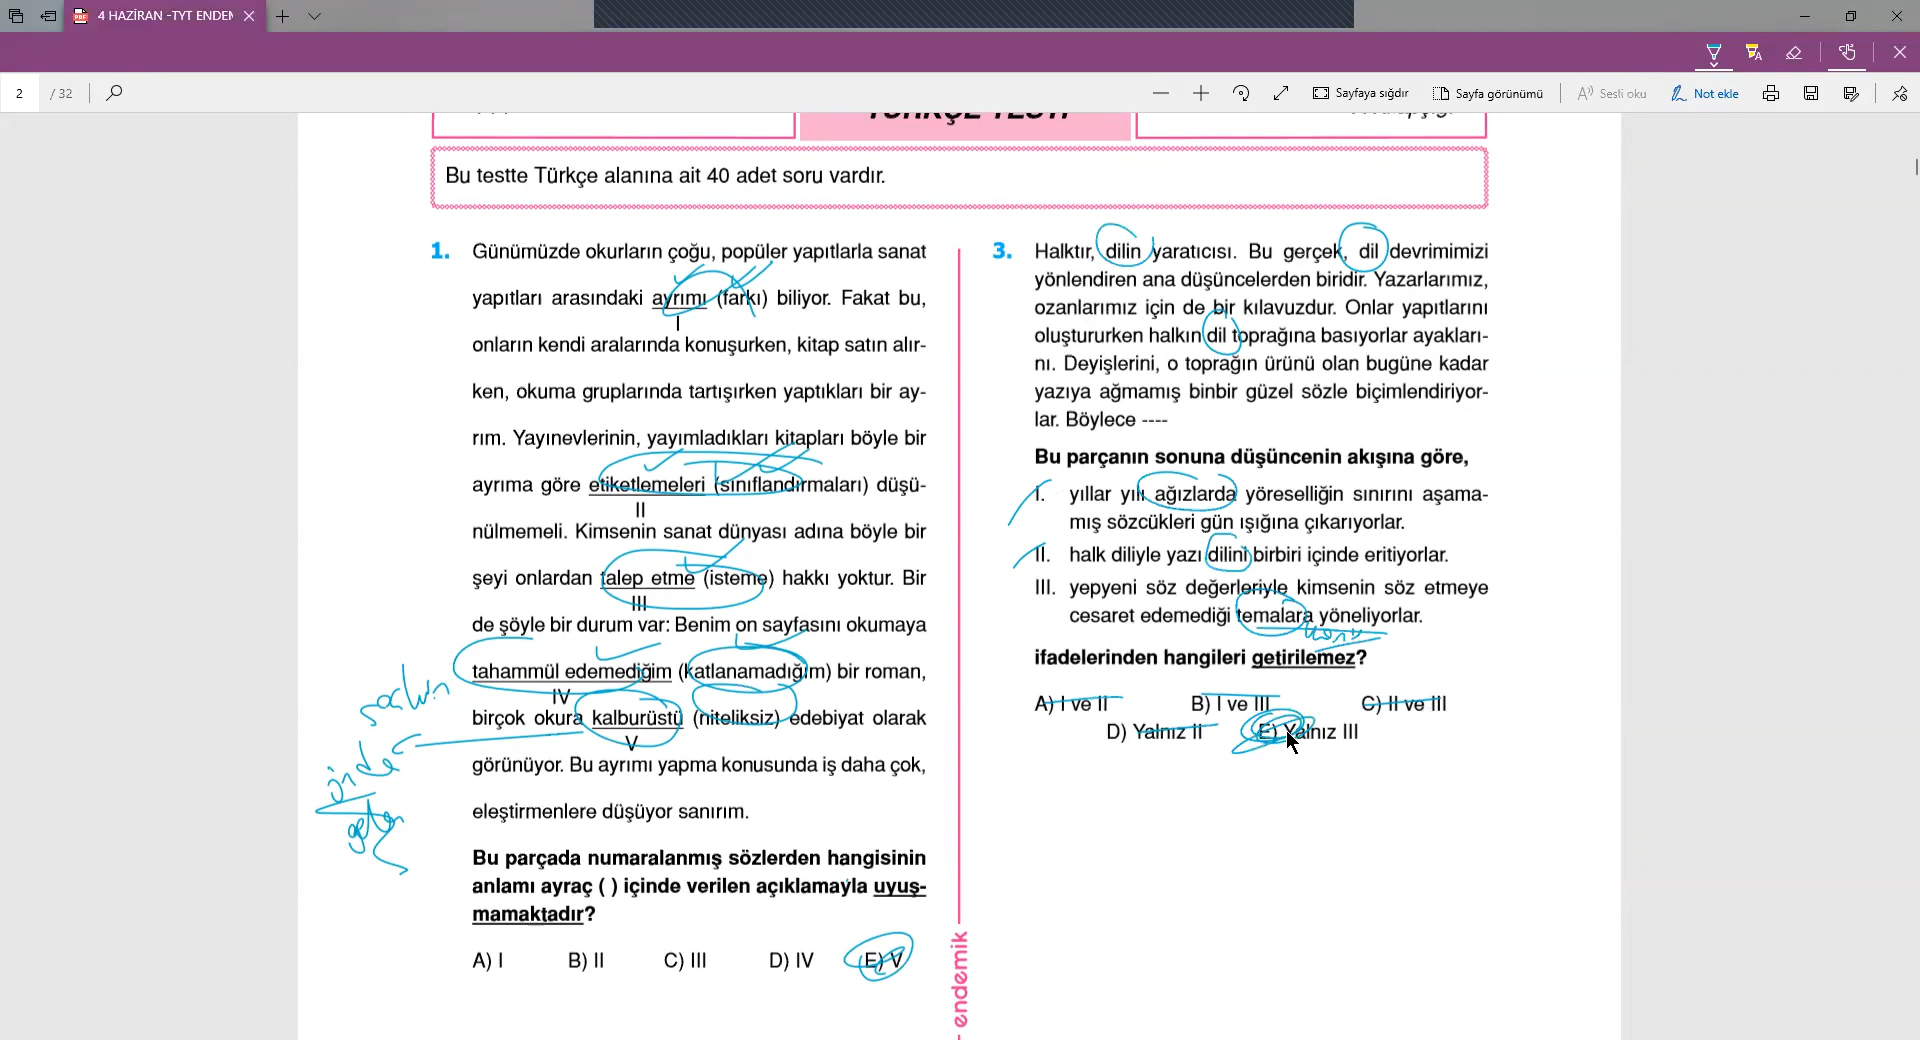 4 HAZİRAN -TYT ENDEN
2 / 32
Sayfaya sığdır
Sayfa görünümü
Sesli oku
Not ekle
TÜRKÇE TESTİ
Bu testte Türkçe alanına ait 40 adet soru vardır.
1. Günümüzde okurların çoğu, popüler yapıtlarla sanat
yapıtları arasındaki ayrımı (farkı) biliyor. Fakat bu,
I
onların kendi aralarında konuşurken, kitap satın alır-
ken, okuma gruplarında tartışırken yaptıkları bir ay-
rım. Yayınevlerinin, yayımladıkları kitapları böyle bir
ayrıma göre etiketlemeleri (sınıflandırmaları) düşü-
II
nülmemeli. Kimsenin sanat dünyası adına böyle bir
şeyi onlardan talep etme (isteme) hakkı yoktur. Bir
III
de şöyle bir durum var: Benim on sayfasını okumaya
tahammül edemediğim (katlanamadığım) bir roman,
IV
birçok okura kalburüstü (niteliksiz) edebiyat olarak
V
görünüyor. Bu ayrımı yapma konusunda iş daha çok,
eleştirmenlere düşüyor sanırım.
seçkin
önde
gelen
Bu parçada numaralanmış sözlerden hangisinin
anlamı ayraç ( ) içinde verilen açıklamayla uyuş-
mamaktadır?
A) I B) II C) III D) IV E) V
endemik
3. Halktır, dilin yaratıcısı. Bu gerçek, dil devrimimizi
yönlendiren ana düşüncelerden biridir. Yazarlarımız,
ozanlarımız için de bir kılavuzdur. Onlar yapıtlarını
oluştururken halkın dil toprağına basıyorlar ayakları-
nı. Deyişlerini, o toprağın ürünü olan bugüne kadar
yazıya ağmamış binbir güzel sözle biçimlendiriyor-
lar. Böylece ----
Bu parçanın sonuna düşüncenin akışına göre,
I. yıllar yılı ağızlarda yöreselliğin sınırını aşama-
mış sözcükleri gün ışığına çıkarıyorlar.
II. halk diliyle yazı dilini birbiri içinde eritiyorlar.
III. yepyeni söz değerleriyle kimsenin söz etmeye
cesaret edemediği temalara yöneliyorlar.
konu
ifadelerinden hangileri getirilemez?
A) I ve II B) I ve III C) II ve III
D) Yalnız II E) Yalnız III